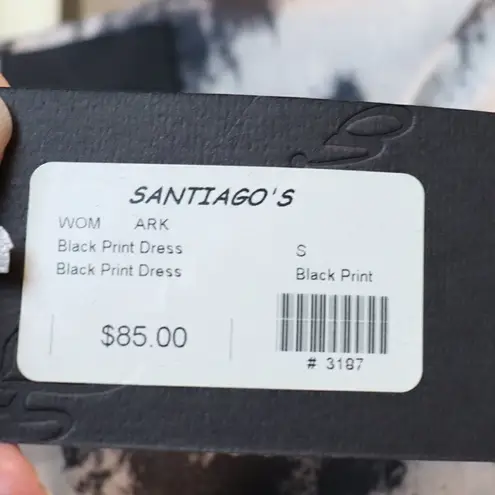 SANTIAGO'S
WOM ARK
Black Print Dress S
Black Print Dress Black Print
$85.00
# 3187